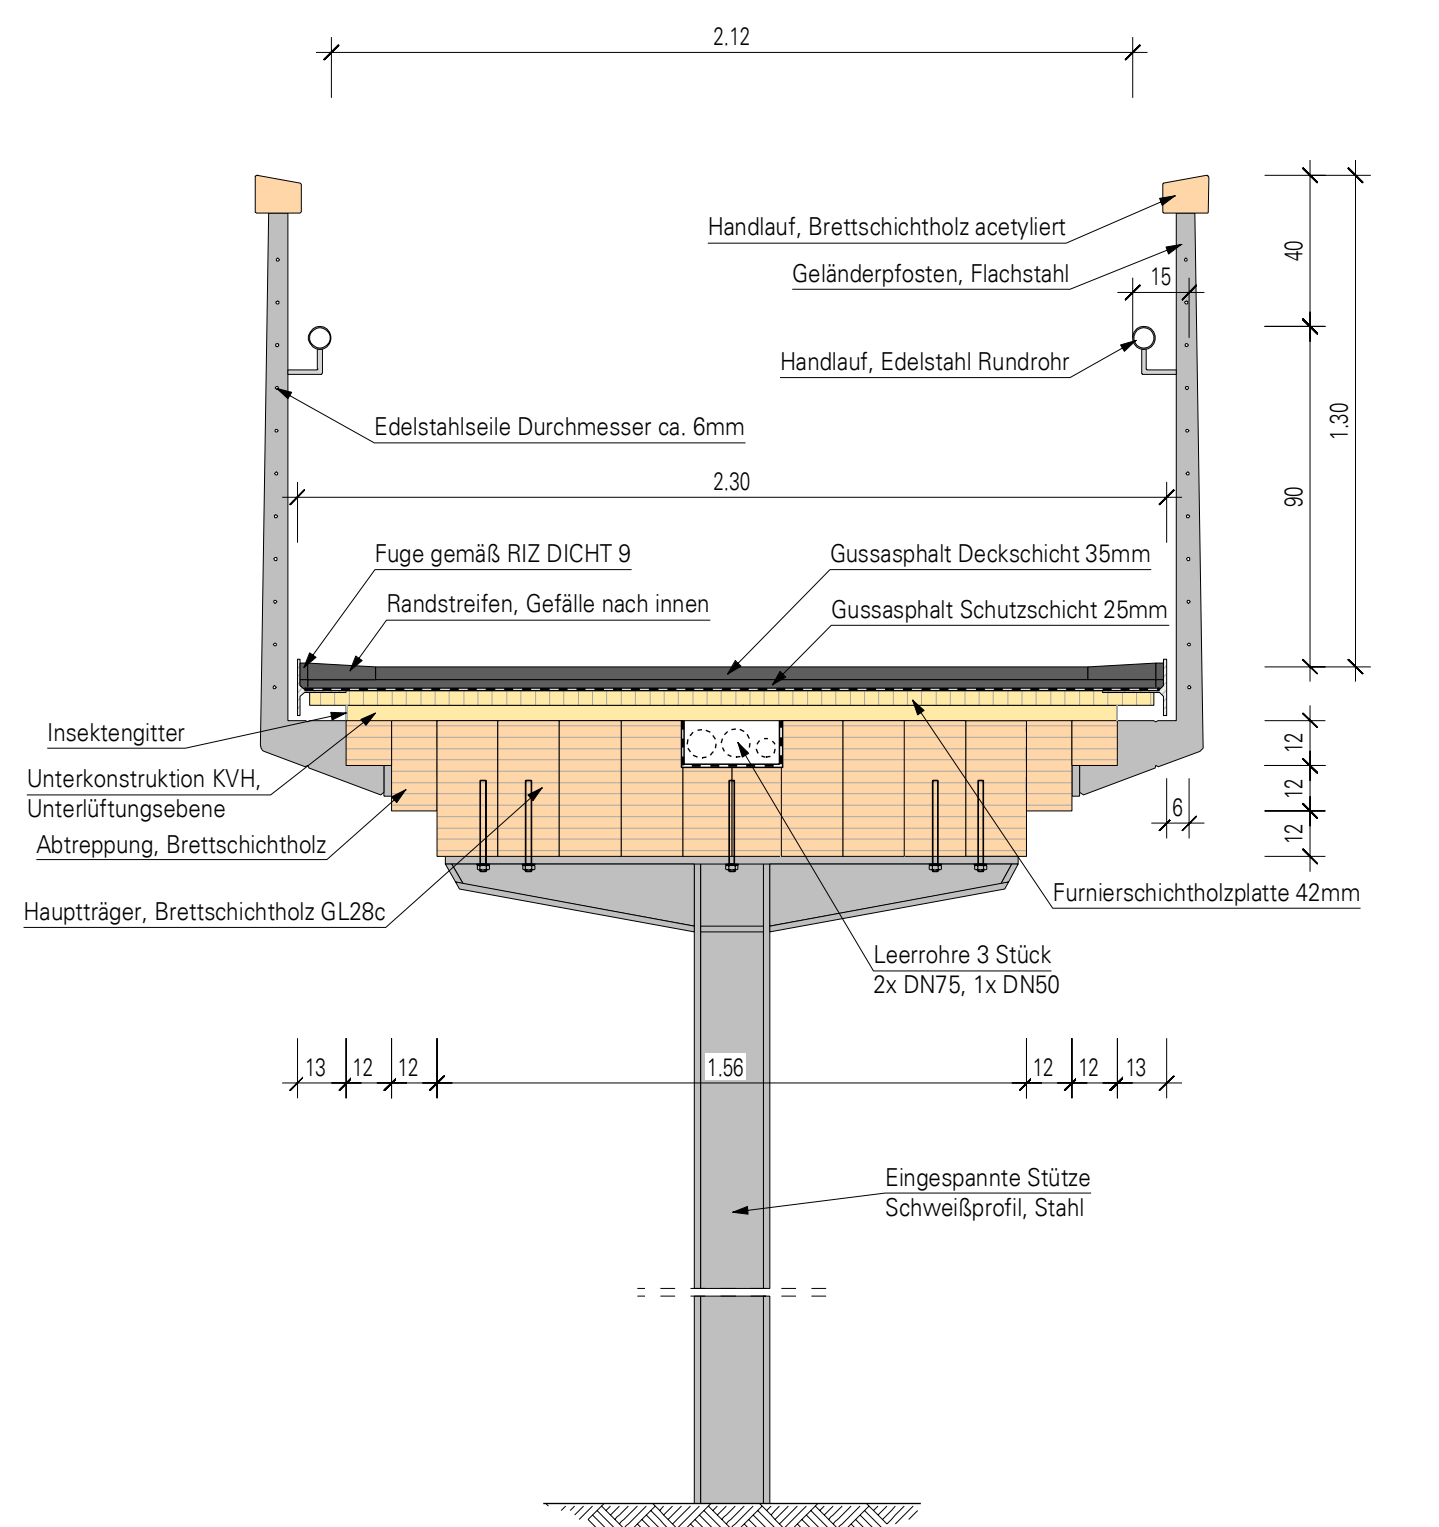 2.12
Handlauf, Brettschichtholz acetyliert
Geländerpfosten, Flachstahl
15
40
Handlauf, Edelstahl Rundrohr
1.30
Edelstahlseile Durchmesser ca. 6mm
2.30
90
Fuge gemäß RIZ DICHT 9
Gussasphalt Deckschicht 35mm
Randstreifen, Gefälle nach innen
Gussasphalt Schutzschicht 25mm
Insektengitter
12
Unterkonstruktion KVH,
Unterlüftungsebene
12
6
12
Abtreppung, Brettschichtholz
Furnierschichtholzplatte 42mm
Hauptträger, Brettschichtholz GL28c
Leerrohre 3 Stück
2x DN75, 1x DN50
13 12 12 1.56 12 12 13
Eingespannte Stütze
Schweißprofil, Stahl